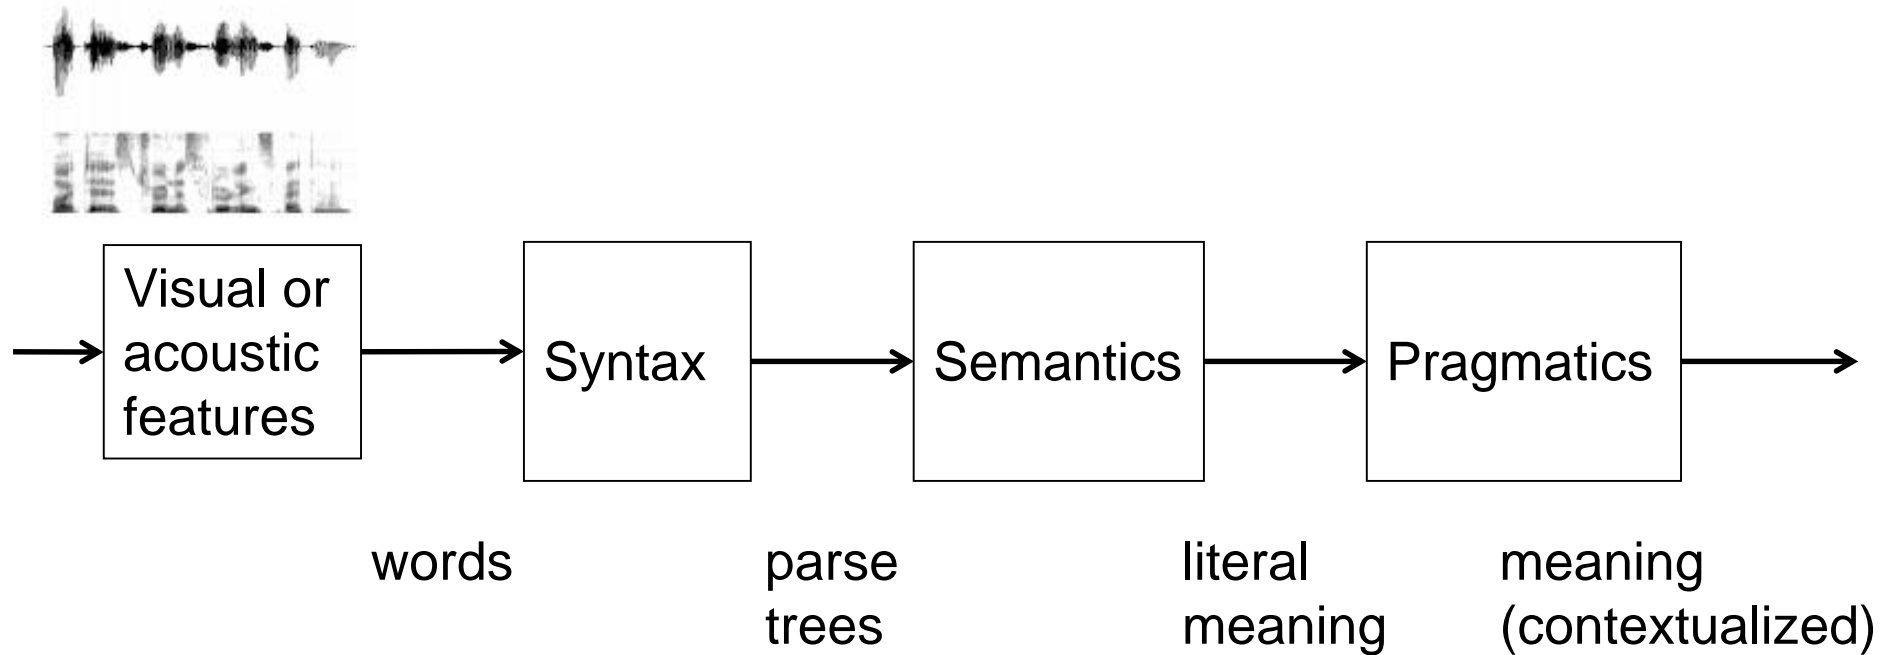 Visual or
acoustic
features
Syntax
Semantics
Pragmatics
words
parse
trees
literal
meaning
meaning
(contextualized)